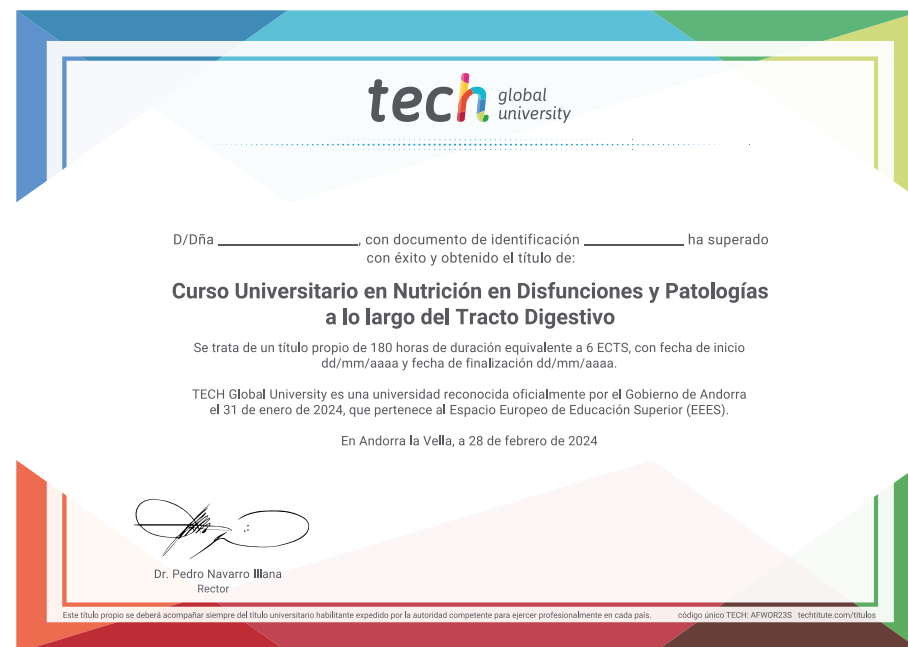 tech global university
D/Dña ____________________, con documento de identificación ______________ ha superado
con éxito y obtenido el título de:
Curso Universitario en Nutrición en Disfunciones y Patologías
a lo largo del Tracto Digestivo
Se trata de un título propio de 180 horas de duración equivalente a 6 ECTS, con fecha de inicio
dd/mm/aaaa y fecha de finalización dd/mm/aaaa.
TECH Global University es una universidad reconocida oficialmente por el Gobierno de Andorra
el 31 de enero de 2024, que pertenece al Espacio Europeo de Educación Superior (EEES).
En Andorra la Vella, a 28 de febrero de 2024
Dr. Pedro Navarro Illana
Rector
Este título propio se deberá acompañar siempre del título universitario habilitante expedido por la autoridad competente para ejercer profesionalmente en cada país. código único TECH: AFWOR23S techtitute.com/titulos